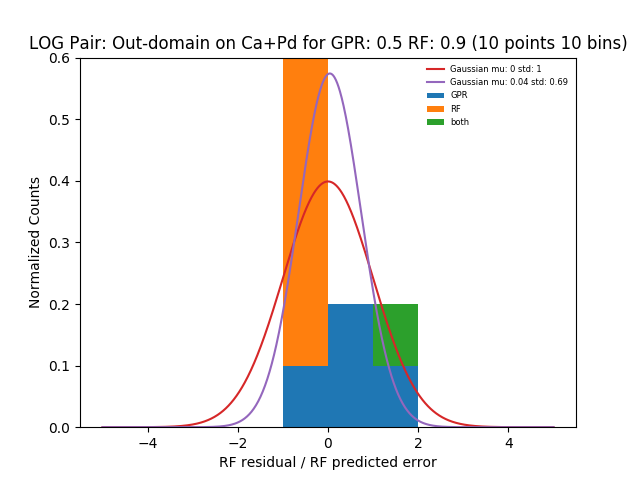 LOG Pair: Out-domain on Ca+Pd for GPR: 0.5 RF: 0.9 (10 points 10 bins)
Gaussian mu: 0 std: 1
Gaussian mu: 0.04 std: 0.69
GPR
RF
both
0.6
0.5
0.4
0.3
0.2
0.1
0.0
Normalized Counts
−4
−2
0
2
4
RF residual / RF predicted error